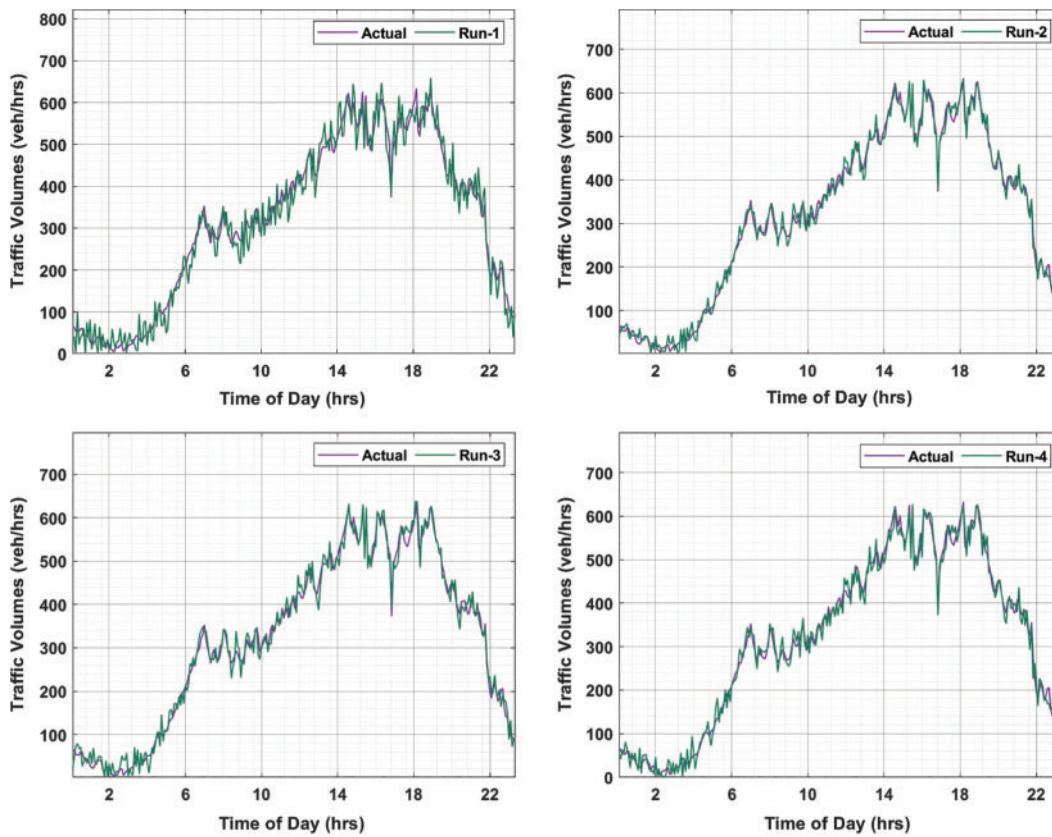 Actual Run-1
Traffic Volumes (veh/hrs)
800
700
600
500
400
300
200
100
0
2 6 10 14 18 22
Time of Day (hrs)
Actual Run-2
Traffic Volumes (veh/hrs)
700
600
500
400
300
200
100
2 6 10 14 18 22
Time of Day (hrs)
Actual Run-3
Traffic Volumes (veh/hrs)
700
600
500
400
300
200
100
2 6 10 14 18 22
Time of Day (hrs)
Actual Run-4
Traffic Volumes (veh/hrs)
700
600
500
400
300
200
100
0
2 6 10 14 18 22
Time of Day (hrs)